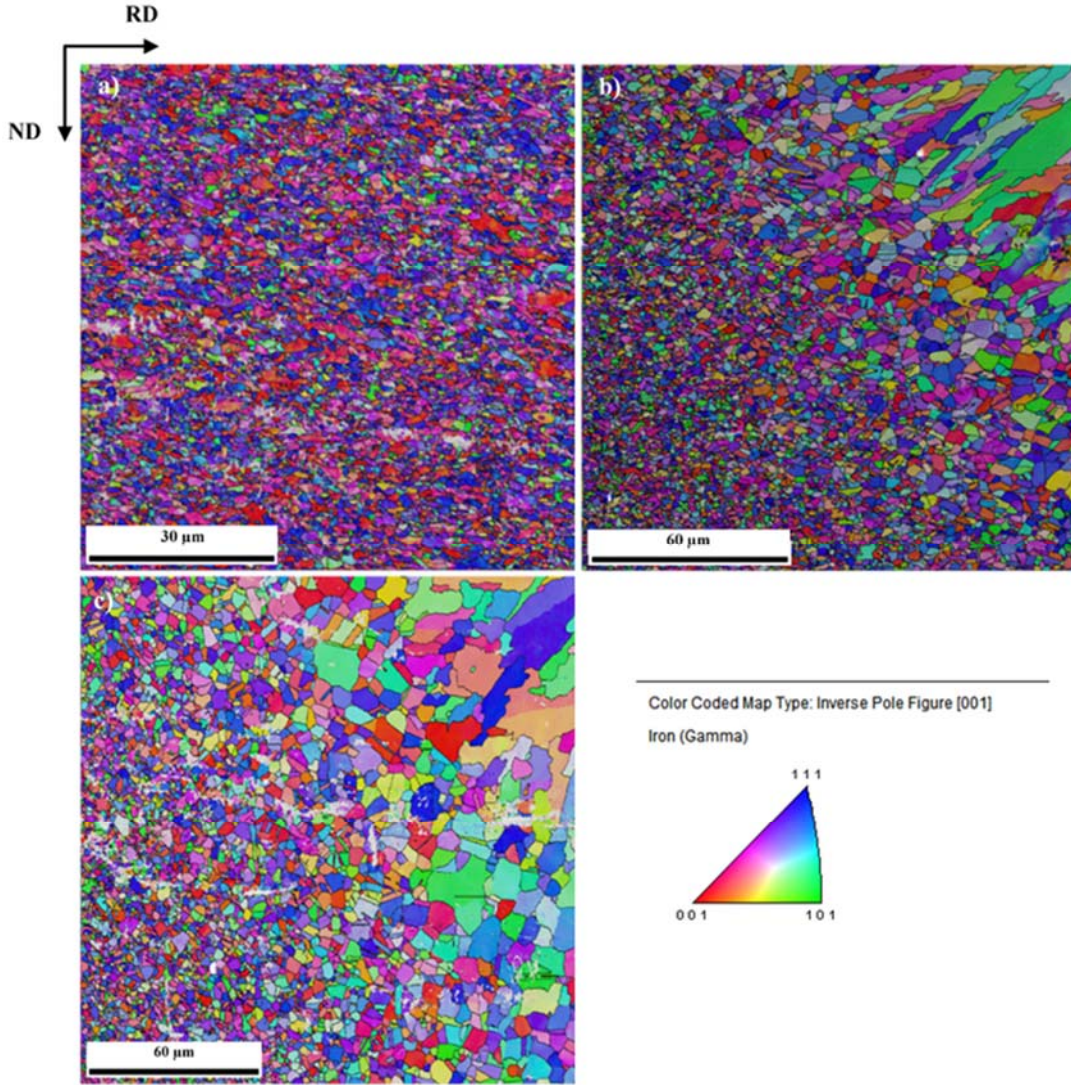 RD
ND
a)
b)
30 µm
60 µm
c)
60 µm
Color Coded Map Type: Inverse Pole Figure [001]
Iron (Gamma)
1 1 1
0 0 1
1 0 1